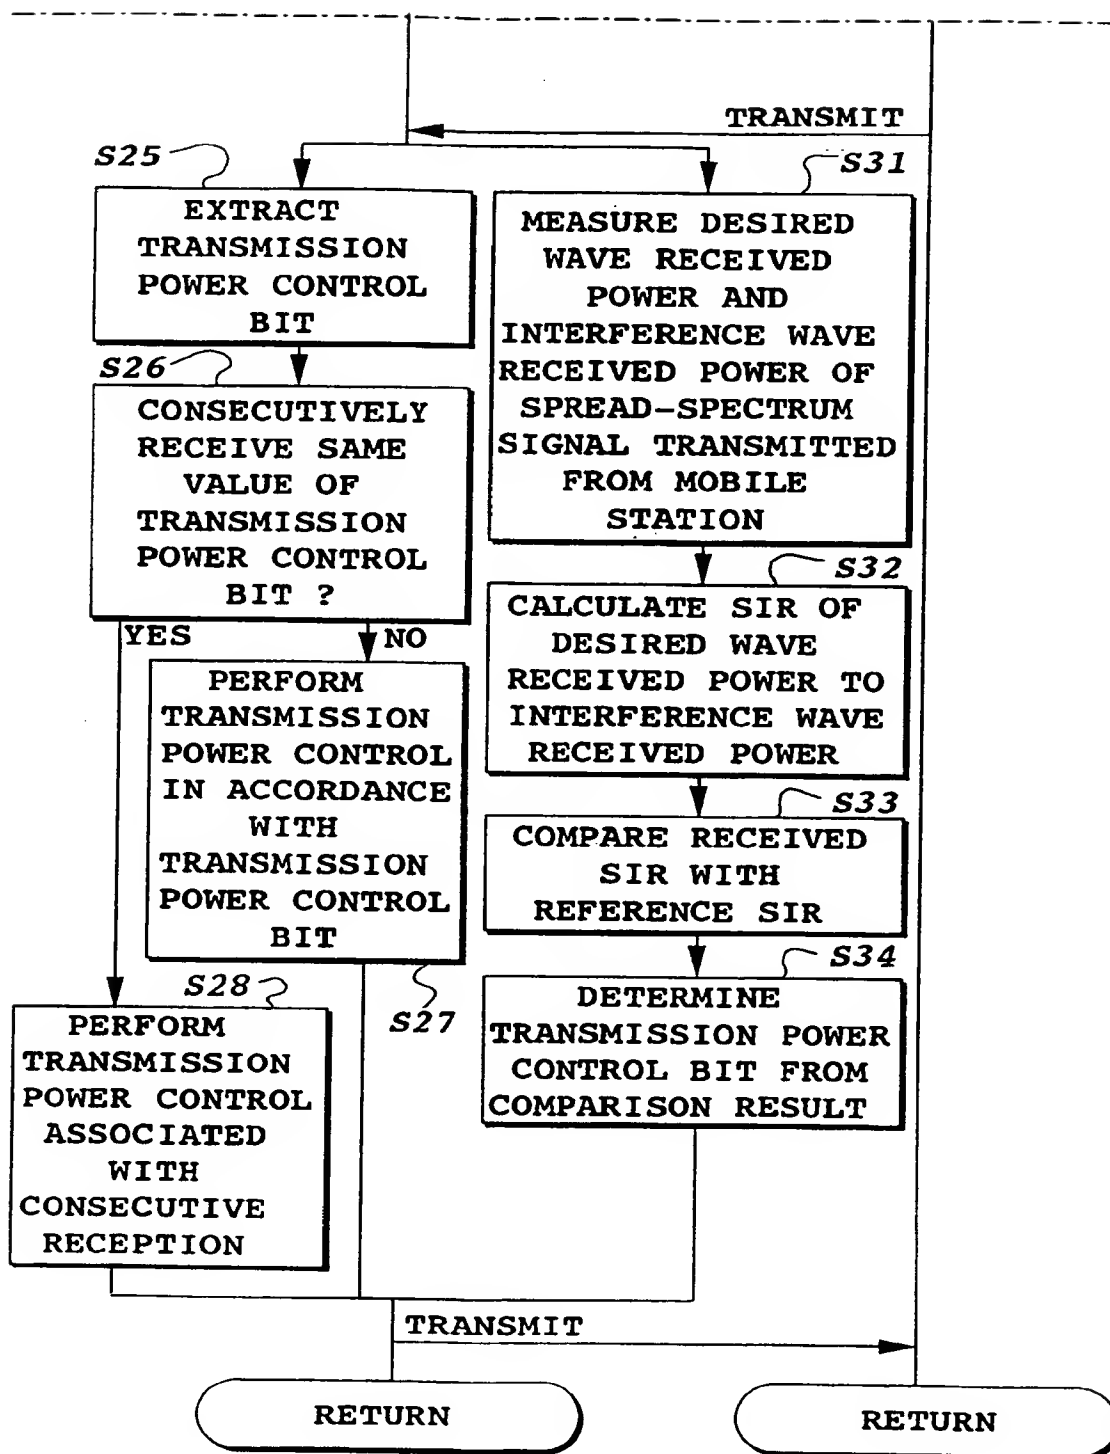 TRANSMIT
S25
EXTRACT
TRANSMISSION
POWER CONTROL
BIT
S26
CONSECUTIVELY
RECEIVE SAME
VALUE OF
TRANSMISSION
POWER CONTROL
BIT ?
YES
NO
PERFORM
TRANSMISSION
POWER CONTROL
IN ACCORDANCE
WITH
TRANSMISSION
POWER CONTROL
BIT
S27
S28
PERFORM
TRANSMISSION
POWER CONTROL
ASSOCIATED
WITH
CONSECUTIVE
RECEPTION
S31
MEASURE DESIRED
WAVE RECEIVED
POWER AND
INTERFERENCE WAVE
RECEIVED POWER OF
SPREAD-SPECTRUM
SIGNAL TRANSMITTED
FROM MOBILE
STATION
S32
CALCULATE SIR OF
DESIRED WAVE
RECEIVED POWER TO
INTERFERENCE WAVE
RECEIVED POWER
S33
COMPARE RECEIVED
SIR WITH
REFERENCE SIR
S34
DETERMINE
TRANSMISSION POWER
CONTROL BIT FROM
COMPARISON RESULT
TRANSMIT
RETURN
RETURN